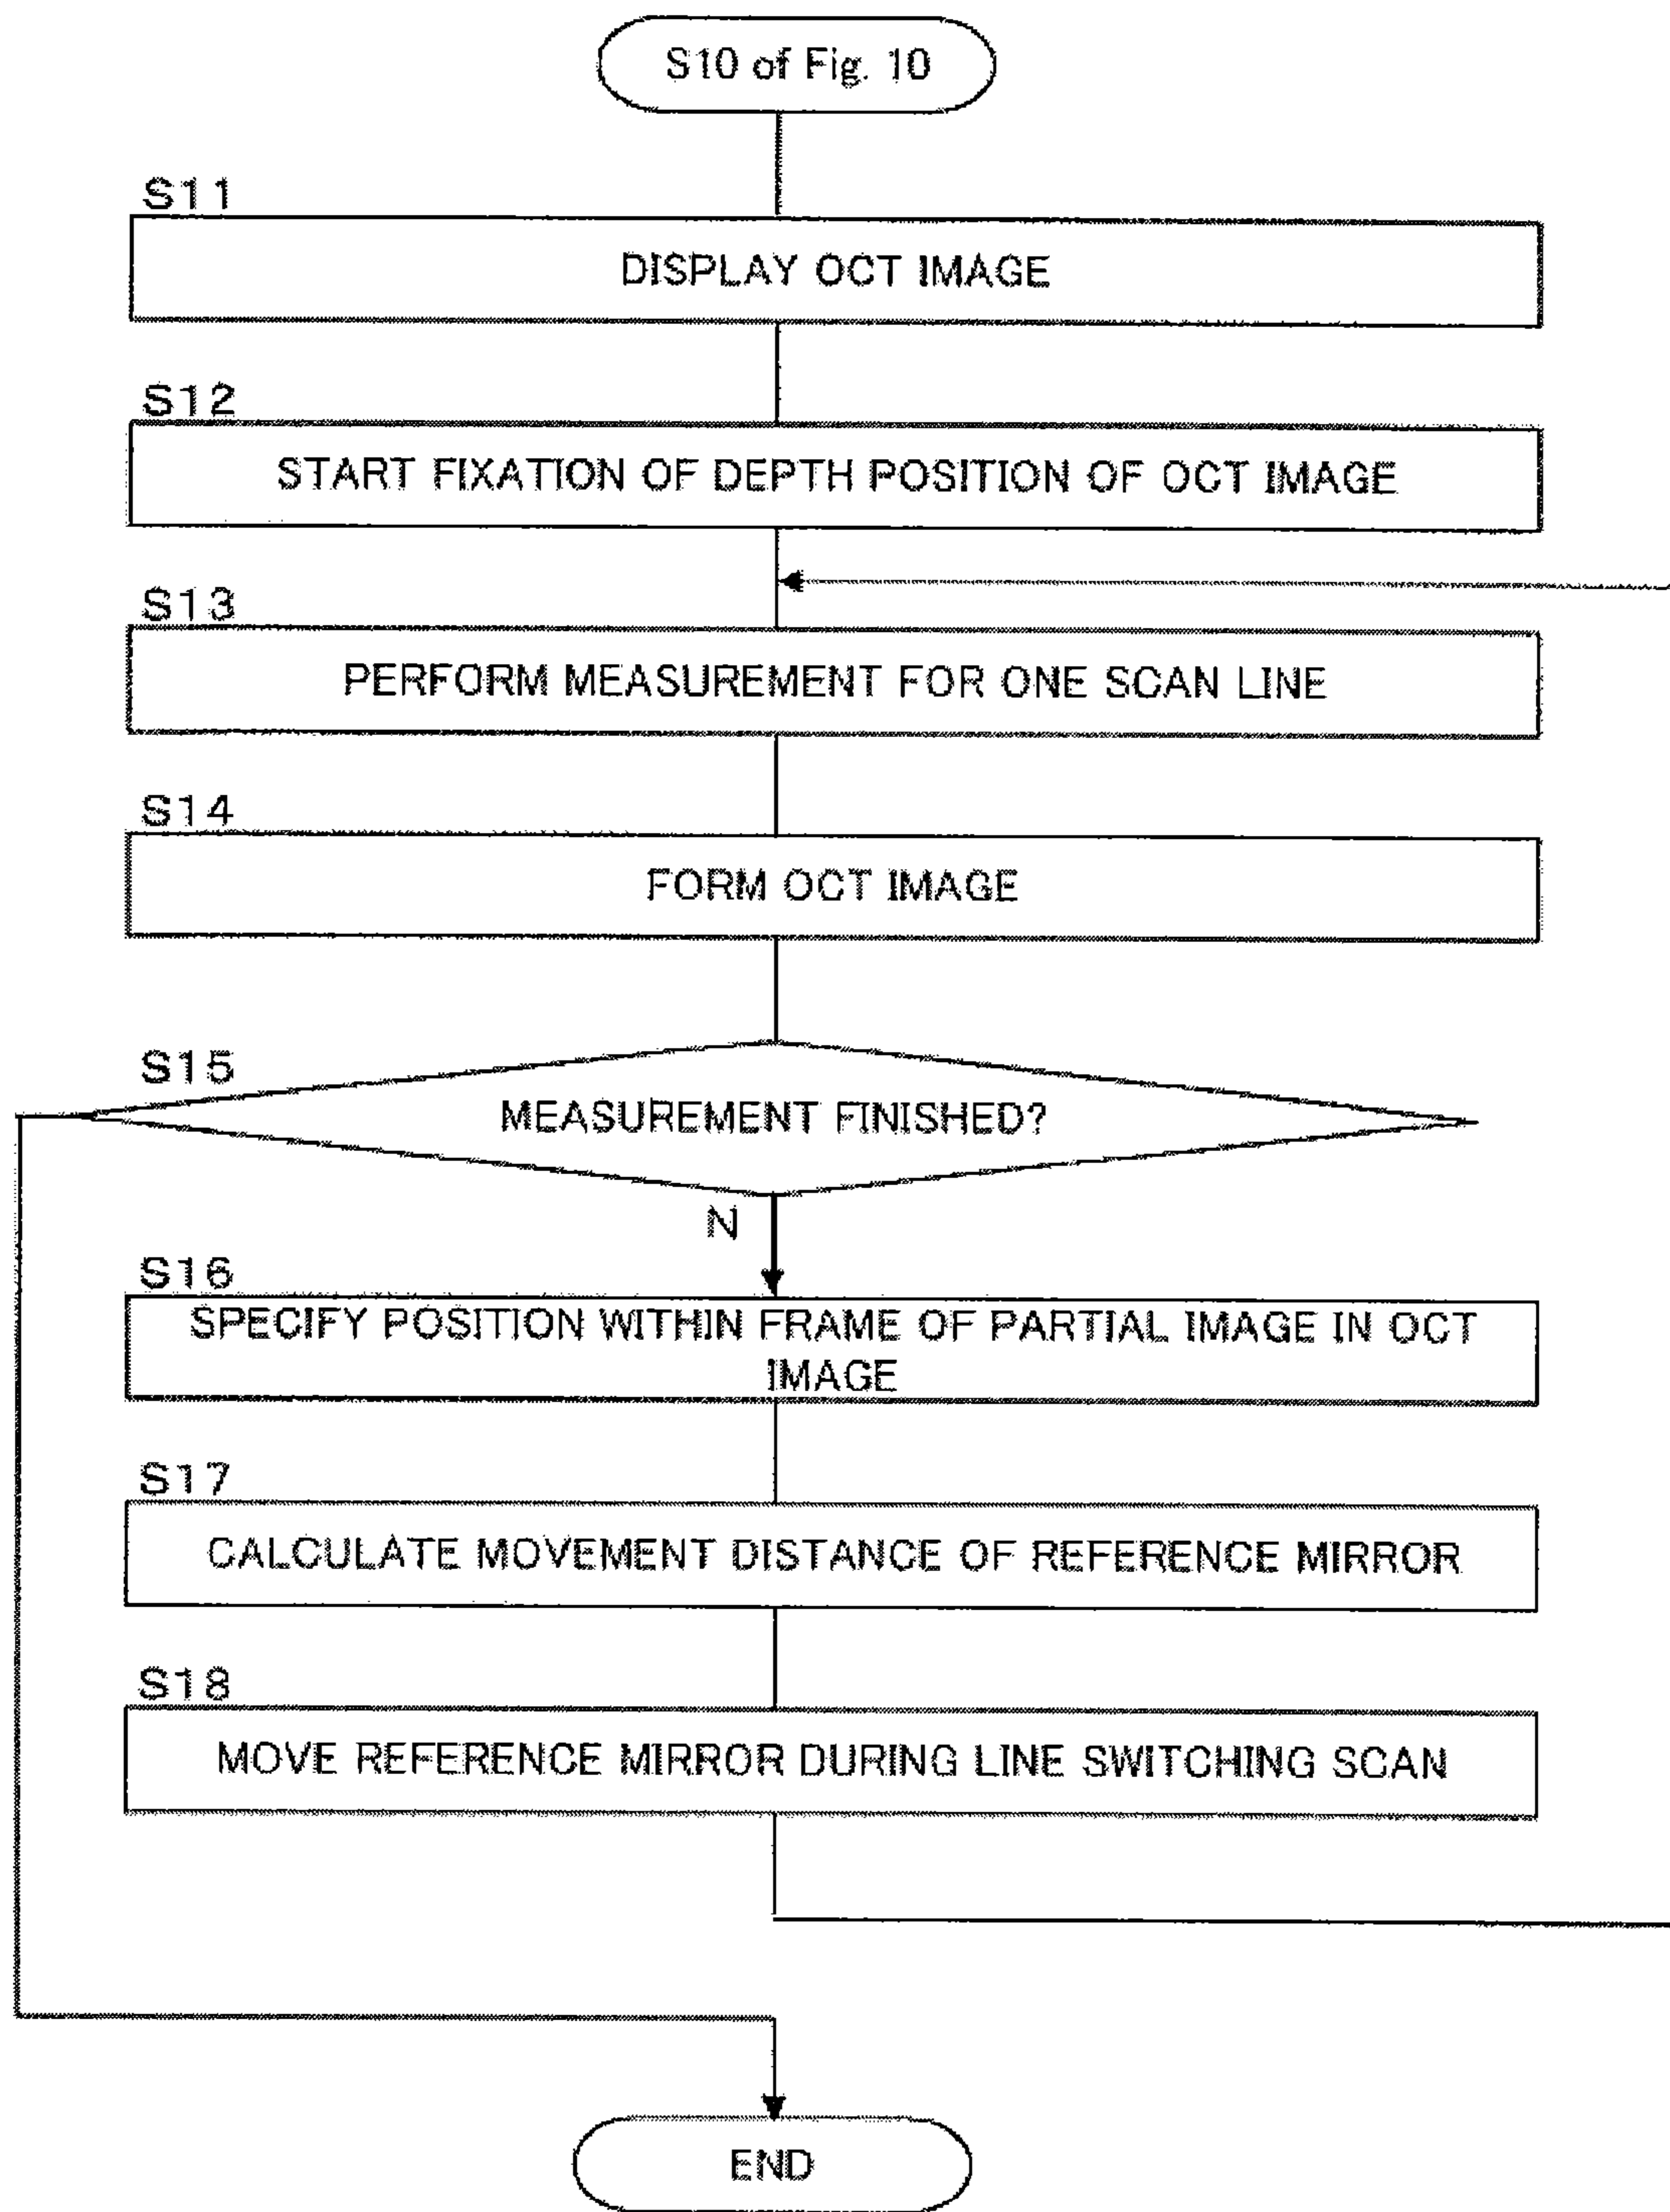 S10 of Fig. 10
S11
DISPLAY OCT IMAGE
S12
START FIXATION OF DEPTH POSITION OF OCT IMAGE
S13
PERFORM MEASUREMENT FOR ONE SCAN LINE
S14
FORM OCT IMAGE
S15
MEASUREMENT FINISHED?
N
S16
SPECIFY POSITION WITHIN FRAME OF PARTIAL IMAGE IN OCT
IMAGE
S17
CALCULATE MOVEMENT DISTANCE OF REFERENCE MIRROR
S18
MOVE REFERENCE MIRROR DURING LINE SWITCHING SCAN
END